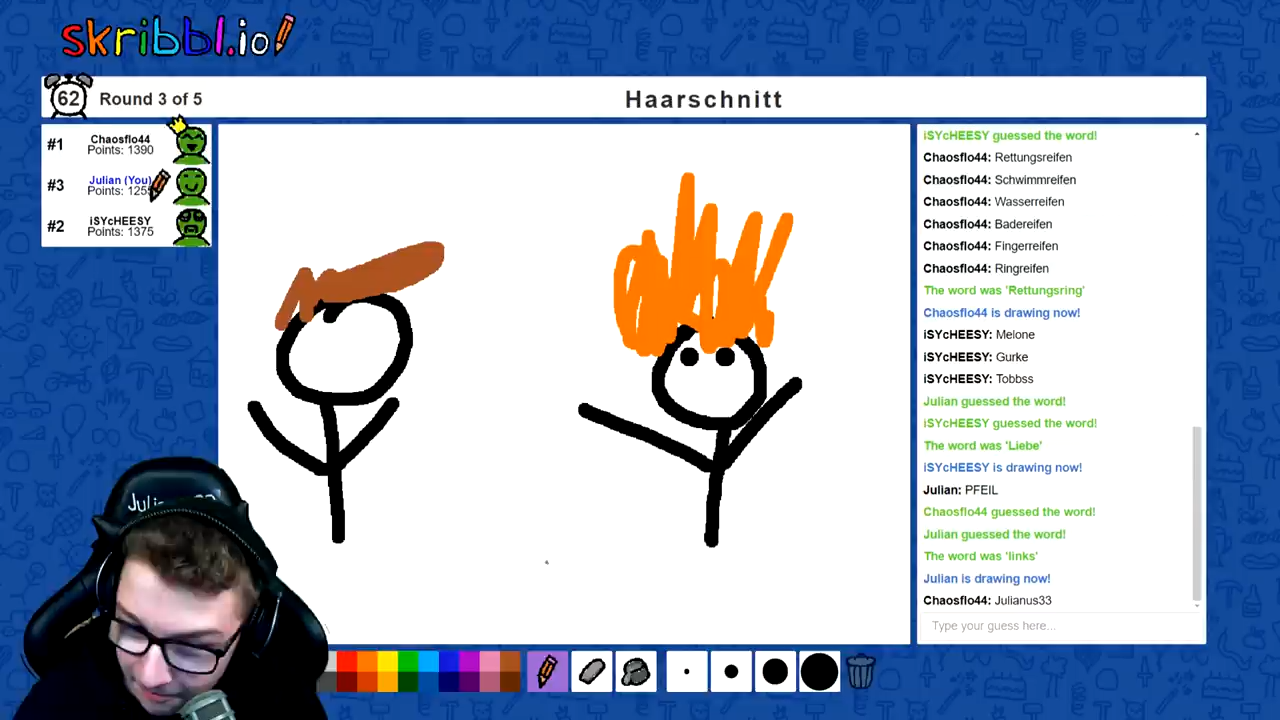 skribbl.io
62
Round 3 of 5
Haarschnitt
#1
Chaosflo44
Points: 1390
#3
Julian (You)
Points: 1255
#2
iSYcHEESY
Points: 1375
iSYcHEESY guessed the word!
Chaosflo44: Rettungsreifen
Chaosflo44: Schwimmreifen
Chaosflo44: Wasserreifen
Chaosflo44: Badereifen
Chaosflo44: Fingerreifen
Chaosflo44: Ringreifen
The word was 'Rettungsring'
Chaosflo44 is drawing now!
iSYcHEESY: Melone
iSYcHEESY: Gurke
iSYcHEESY: Tobbss
Julian guessed the word!
iSYcHEESY guessed the word!
The word was 'Liebe'
iSYcHEESY is drawing now!
Julian: PFEIL
Chaosflo44 guessed the word!
Julian guessed the word!
The word was 'links'
Julian is drawing now!
Chaosflo44: Julianus33
Type your guess here...